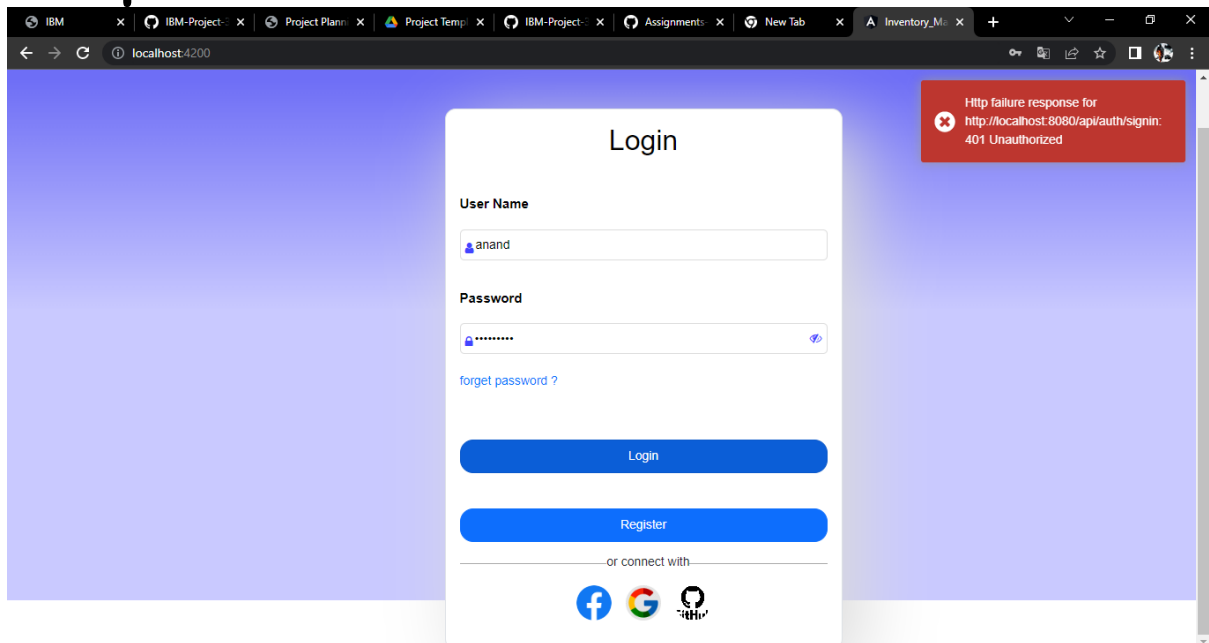 IBM
IBM-Project-
Project Plann
Project Templ
IBM-Project-
Assignments-
New Tab
Inventory_Ma
localhost:4200
Http failure response for
http://localhost:8080/api/auth/signin:
401 Unauthorized
Login
User Name
anand
Password
•••••••••
forget password ?
Login
Register
or connect with